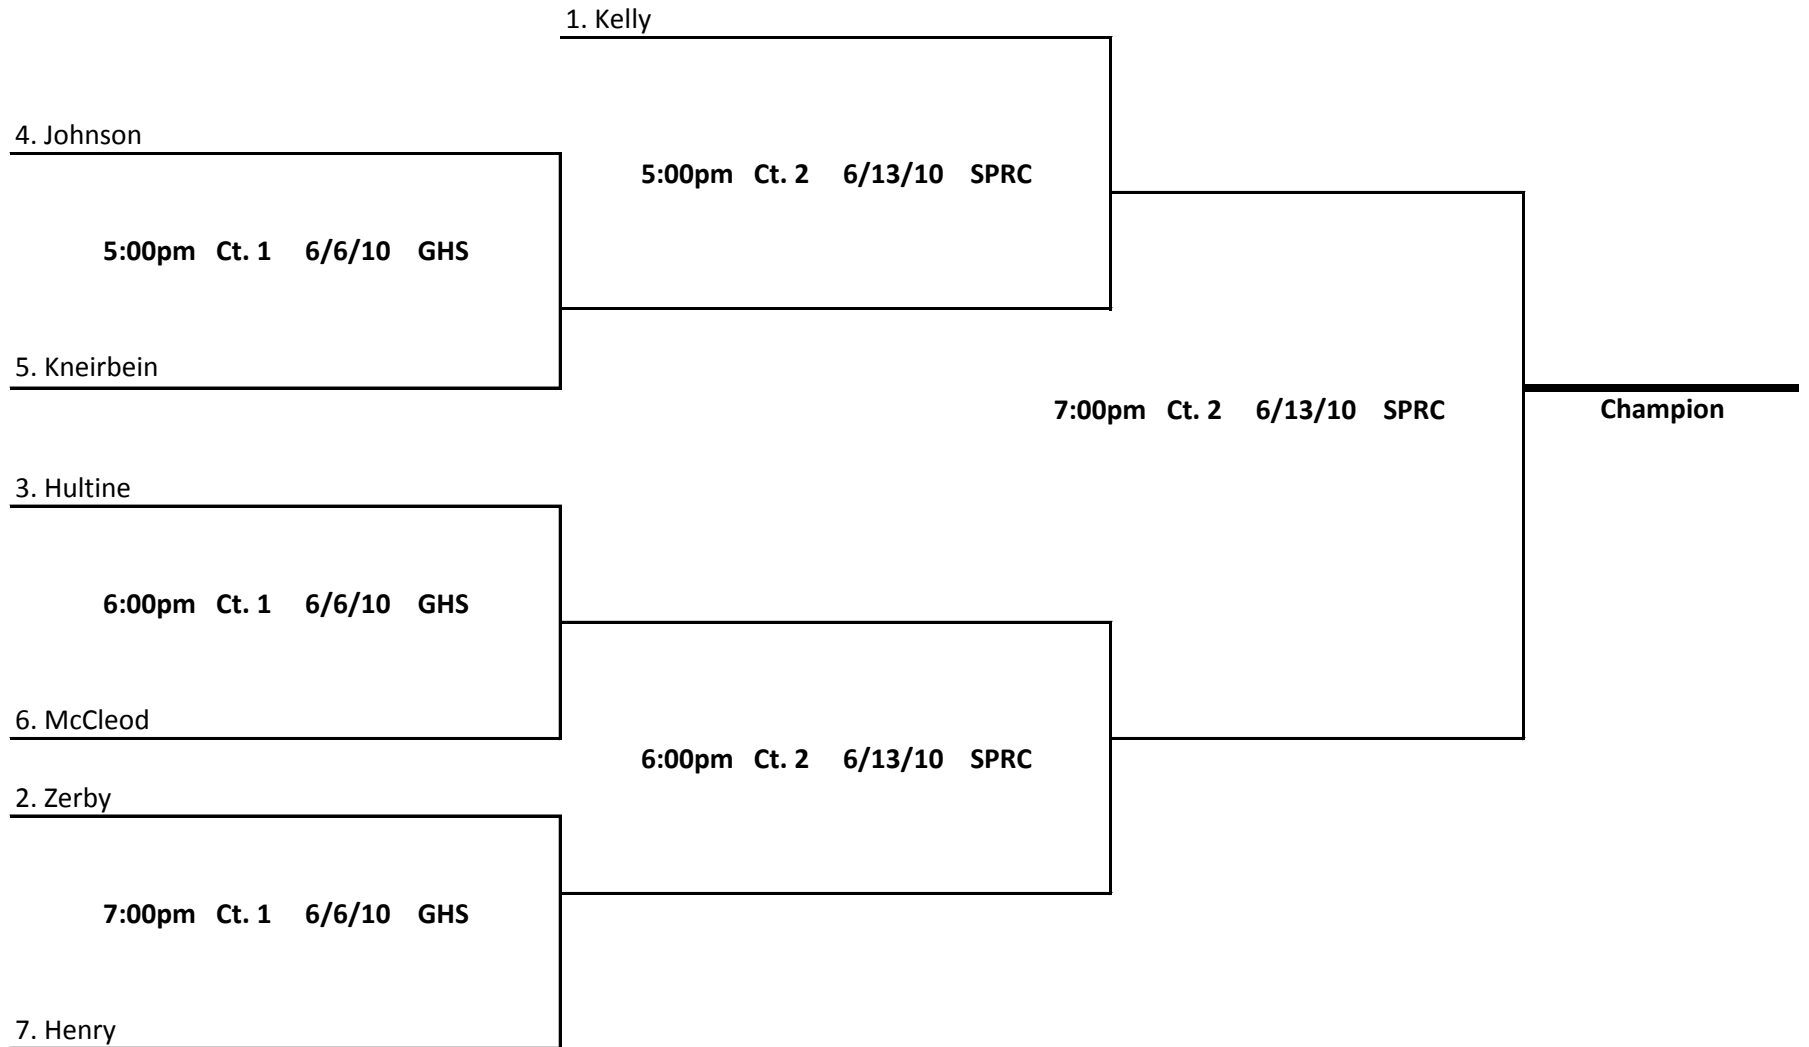 1. Kelly
4. Johnson
5:00pm Ct. 2 6/13/10 SPRC
5:00pm Ct. 1 6/6/10 GHS
5. Kneirbein
7:00pm Ct. 2 6/13/10 SPRC
Champion
3. Hultine
6:00pm Ct. 1 6/6/10 GHS
6. McCleod
6:00pm Ct. 2 6/13/10 SPRC
2. Zerby
7:00pm Ct. 1 6/6/10 GHS
7. Henry